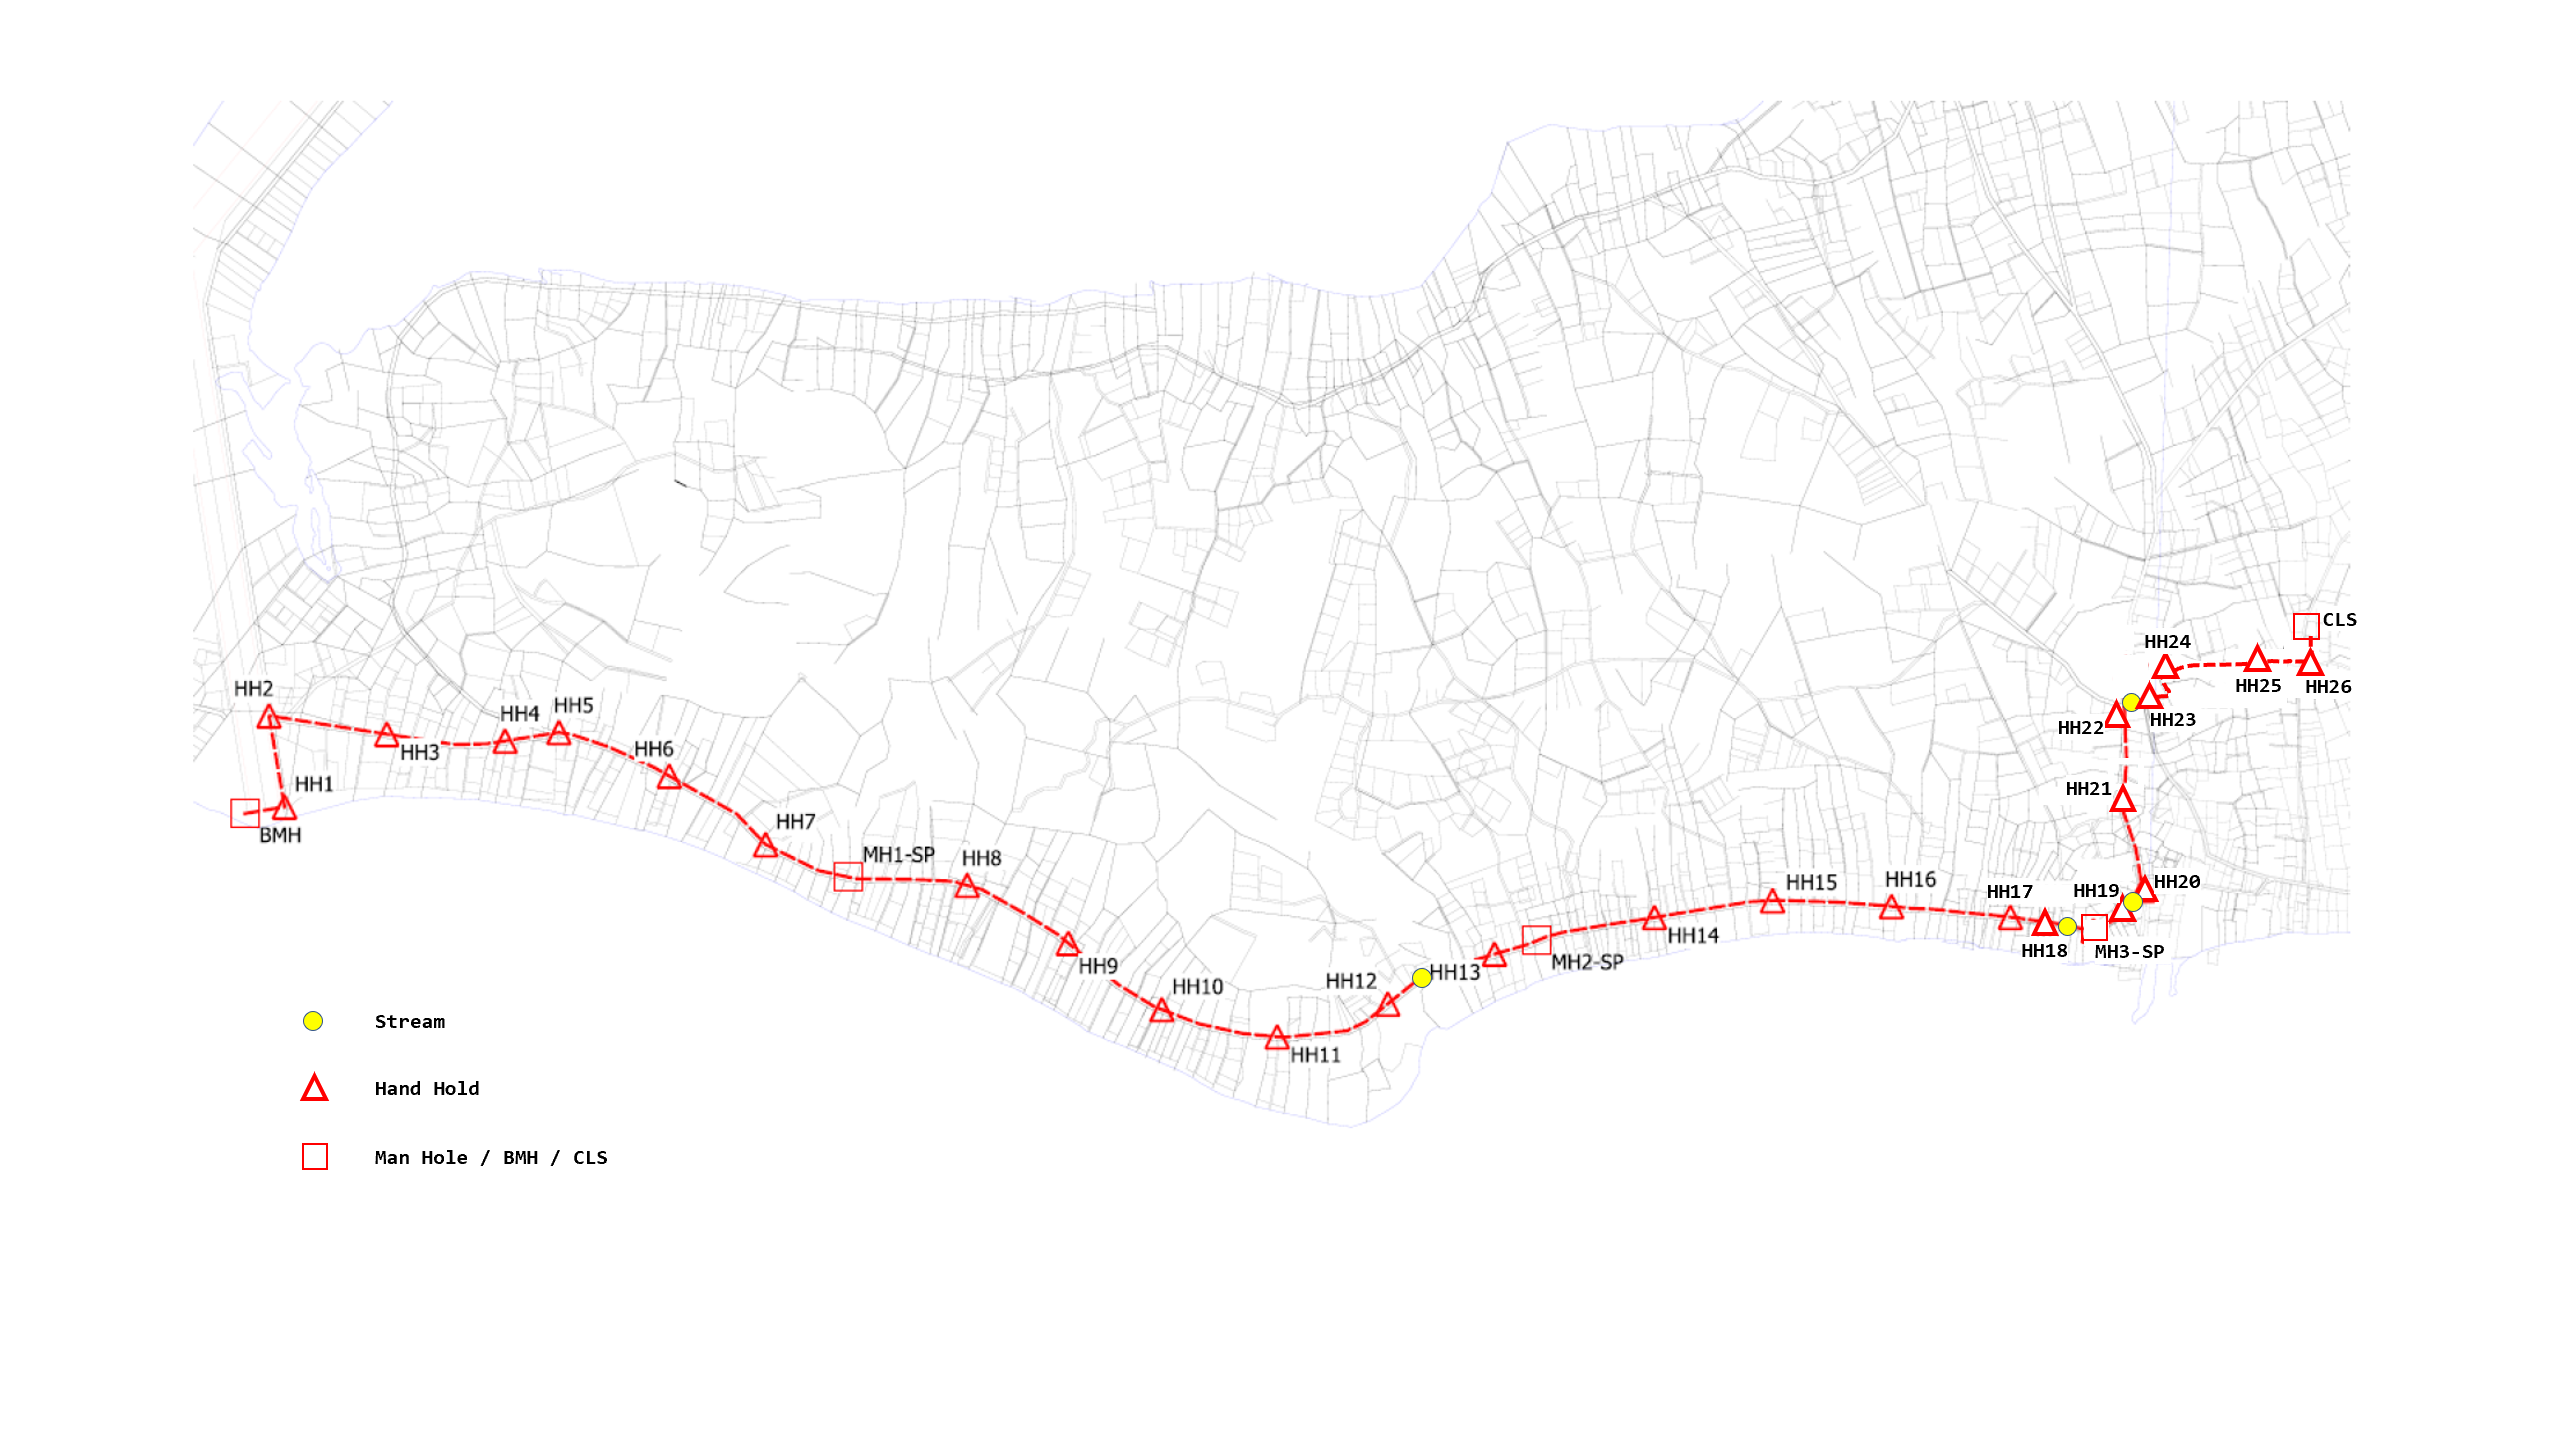 CLS
HH24
HH25
HH26
HH2
HH4
HH5
HH23
HH22
HH3
HH6
HH1
HH21
BMH
HH7
MH1-SP
HH8
HH15
HH16
HH17
HH19
HH20
HH14
HH18
MH3-SP
HH9
HH13
MH2-SP
HH12
HH10
HH11
Stream
Hand Hold
Man Hole / BMH / CLS